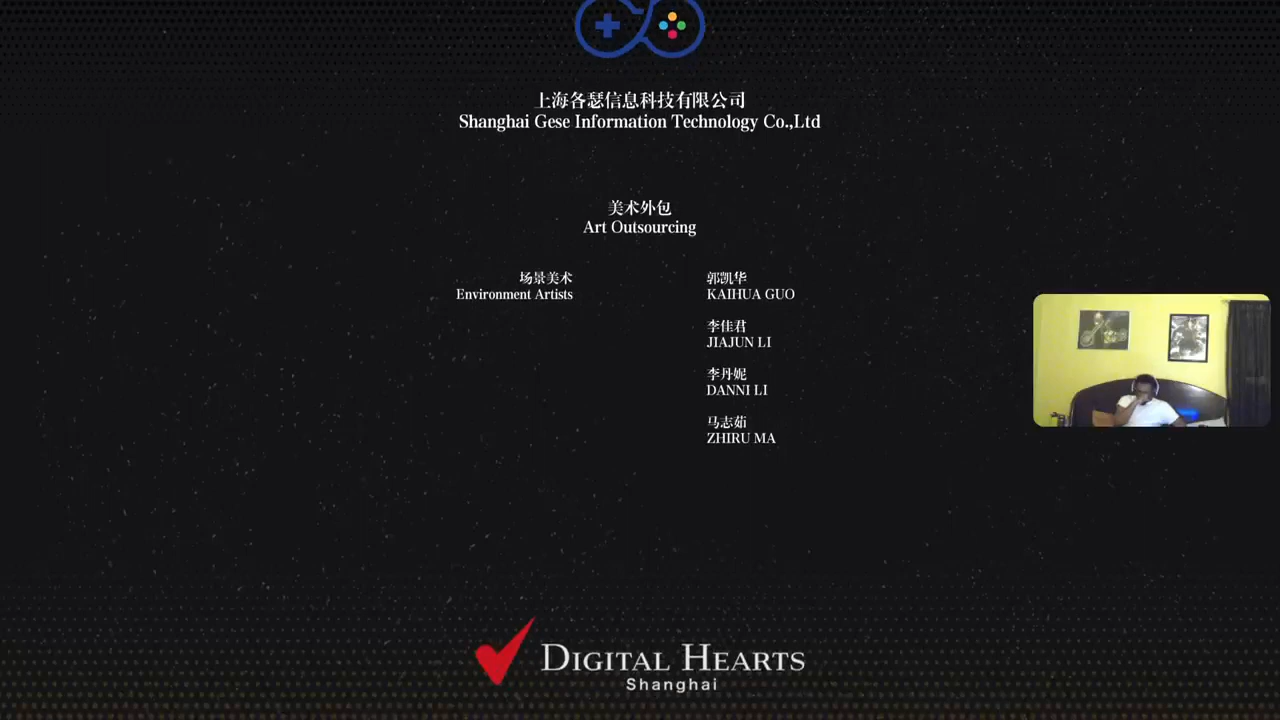 上海各瑟信息科技有限公司
Shanghai Gese Information Technology Co.,Ltd
美术外包
Art Outsourcing
场景美术
Environment Artists
郭凯华
KAIHUA GUO
李佳君
JIAJUN LI
李丹妮
DANNI LI
马志茹
ZHIRU MA
DIGITAL HEARTS
Shanghai